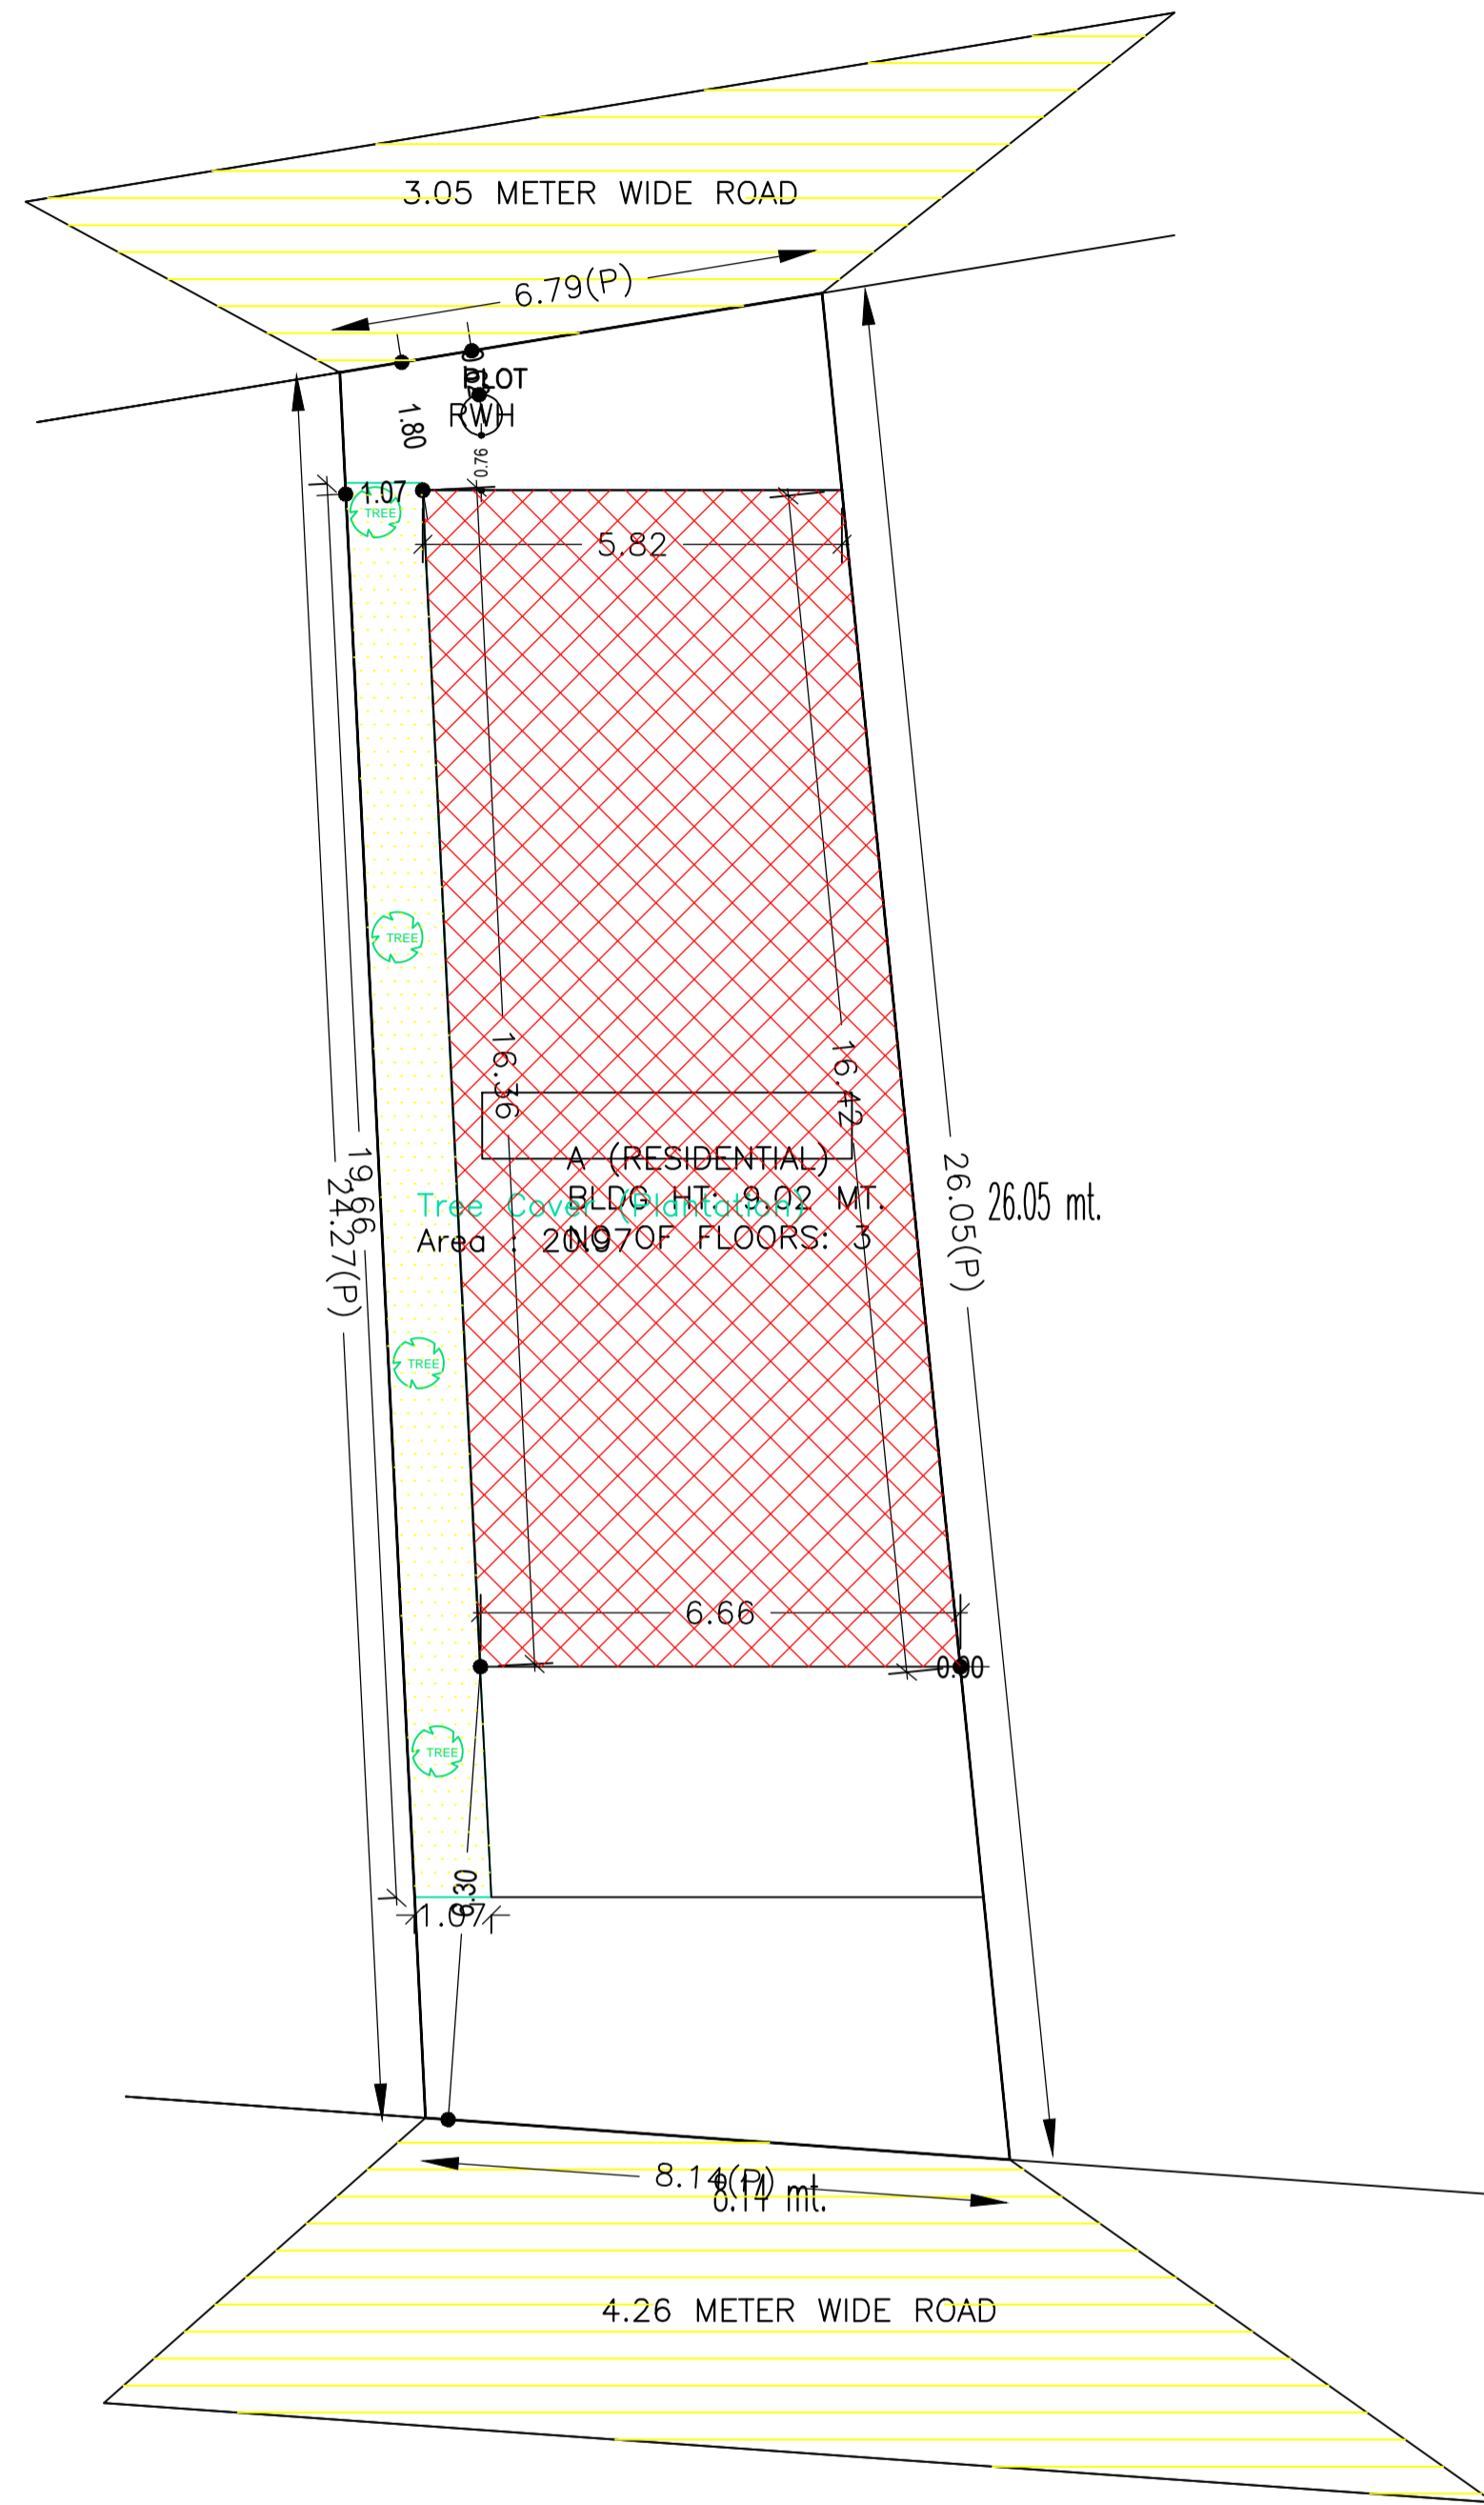 3.05 METER WIDE ROAD
6.79(P)
PLOT
RWH
1.80
0.76
1.07
TREE
5.82
TREE
16.36
16.42
A (RESIDENTIAL)
BLDG HT: 9.02 MT.
NO OF FLOORS: 3
Tree Cover (Plantation)
Area : 20.97
19.66
24.27(P)
26.05(P)
26.05 mt.
TREE
6.66
0.00
TREE
6.30
1.07
8.14(P)
8.14 mt.
4.26 METER WIDE ROAD